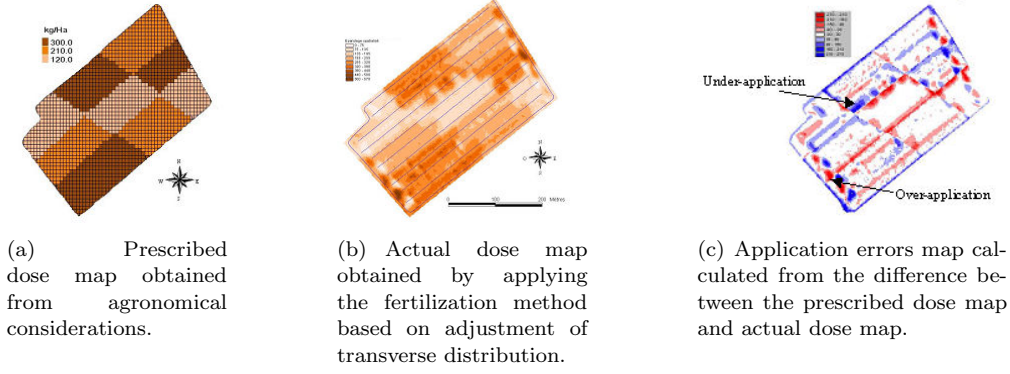 kg/Ha
300.0
210.0
120.0
N
W
E
S
N
O
E
S
0 100 200 Mètres
Under-application
Over-application
(a) Prescribed
dose map obtained
from agronomical
considerations.
(b) Actual dose map
obtained by applying
the fertilization method
based on adjustment of
transverse distribution.
(c) Application errors map cal-
culated from the difference be-
tween the prescribed dose map
and actual dose map.